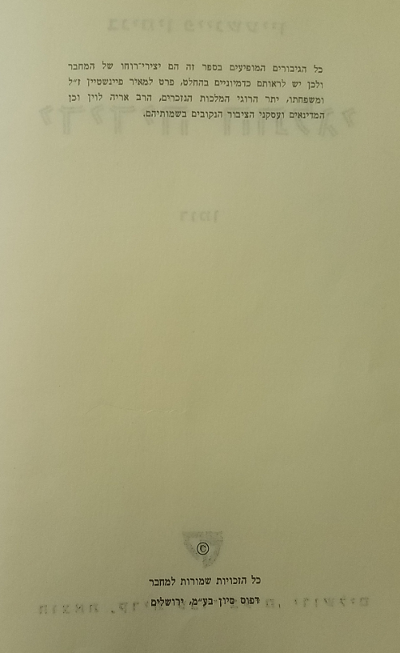 כל הגיבורים המופיעים בספר זה הם יצירי־רוחו של המחבר
ולכן יש לראותם כדמיוניים בהחלט, פרט למאיר פיינשטיין ז״ל
ומשפחתו, יתר הרוגי המלכות הנזכרים, הרב אריה לוין וכן
המדינאים ועסקני הציבור הנקובים בשמותיהם.
©
כל הזכויות שמורות למחבר
דפוס סיון בע״מ, ירושלים